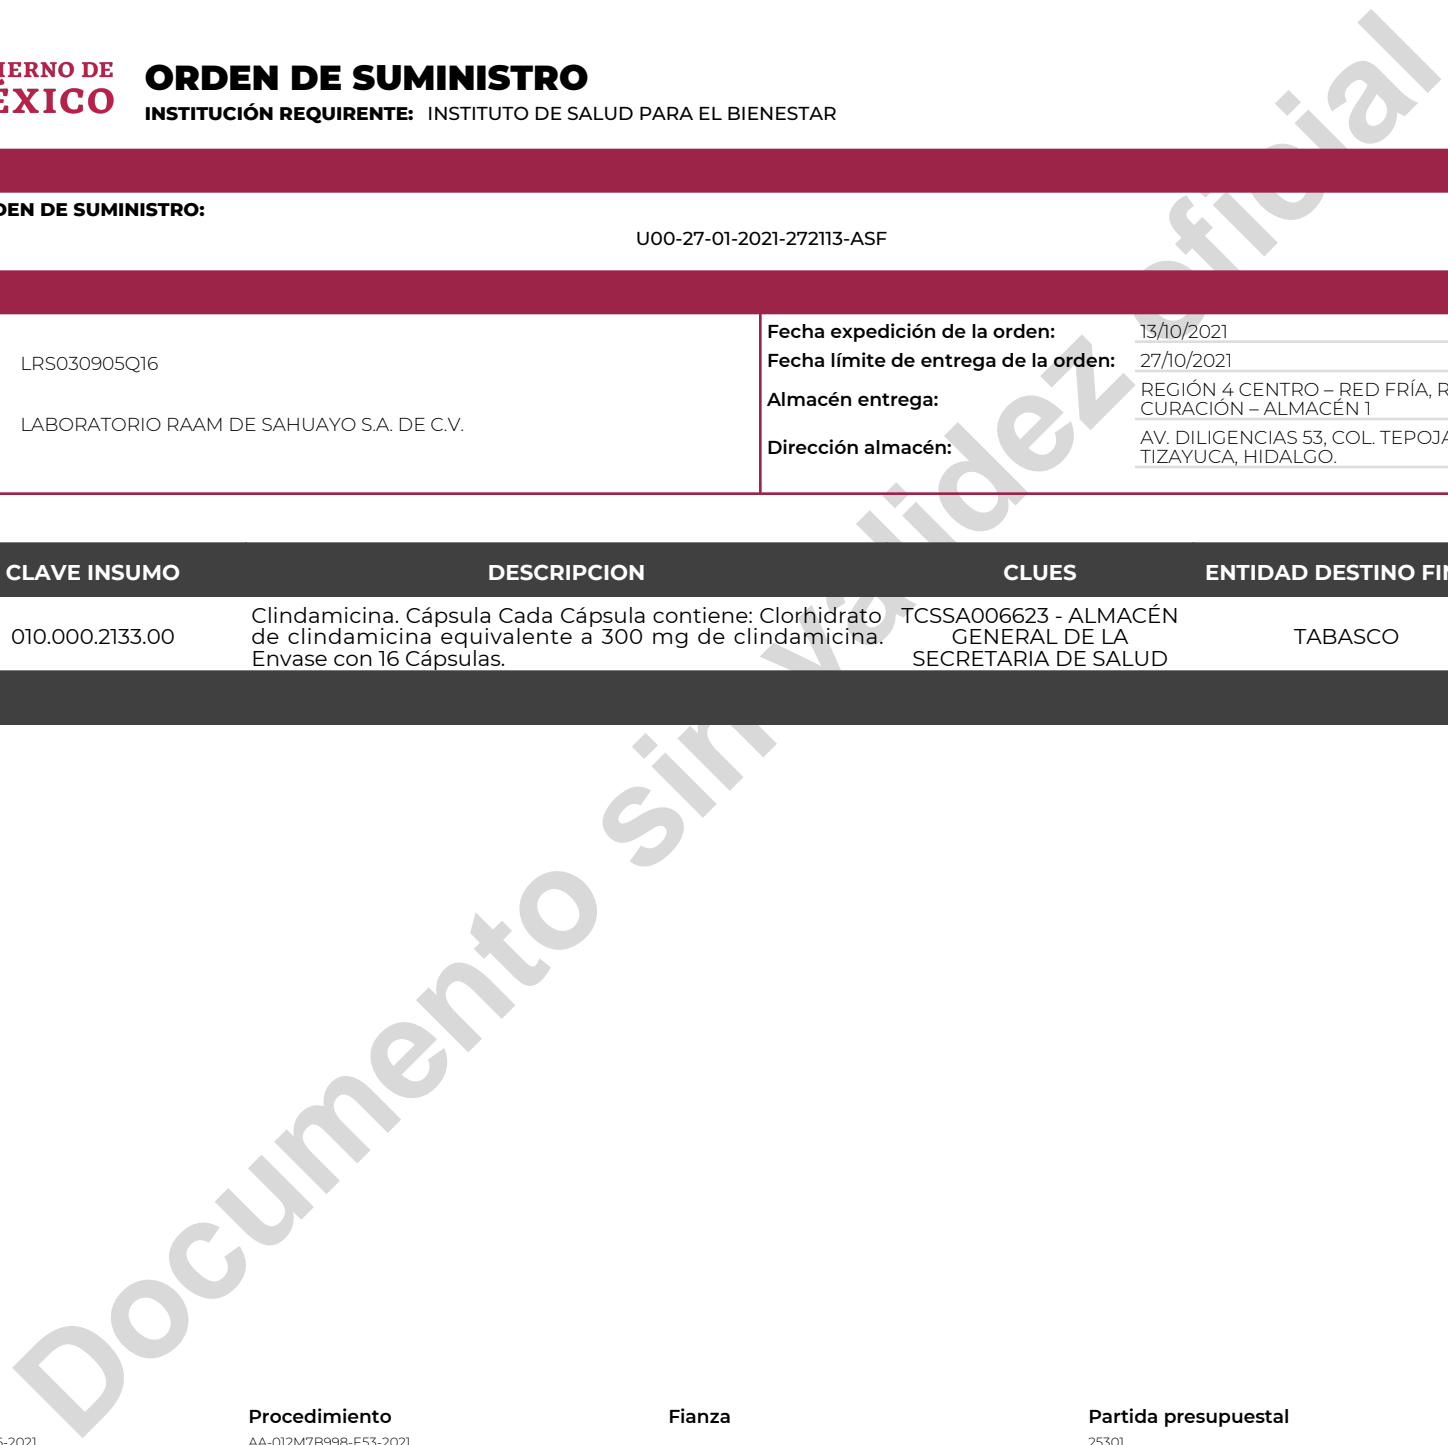 ORDEN DE SUMINISTRO
INSTITUCIÓN REQUIRENTE: INSTITUTO DE SALUD PARA EL BIENESTAR
DE
DE SUMINISTRO:
U00-27-01-2021-272113-ASF
LRS030905Q16
LABORATORIO RAAM DE SAHUAYO S.A. DE C.V.
Fecha expedición de la orden: 13/10/2021
Fecha límite de entrega de la orden: 27/10/2021
Almacén entrega: REGIÓN 4 CENTRO – RED FRÍA,
CURACIÓN – ALMACÉN 1
Dirección almacén: AV. DILIGENCIAS 53, COL.
TIZAYUCA, HIDALGO.
CLAVE INSUMO DESCRIPCION CLUES ENTIDAD DESTINO
010.000.2133.00
Clindamicina. Cápsula Cada Cápsula contiene: Clorhidrato
de clindamicina equivalente a 300 mg de clindamicina.
Envase con 16 Cápsulas.
TCSSA006623 - ALMACÉN
GENERAL DE LA
SECRETARIA DE SALUD
TABASCO
Documento sin validez oficial
Procedimiento Fianza Partida presupuestal
AA-012M7B998-E53-2021 25301